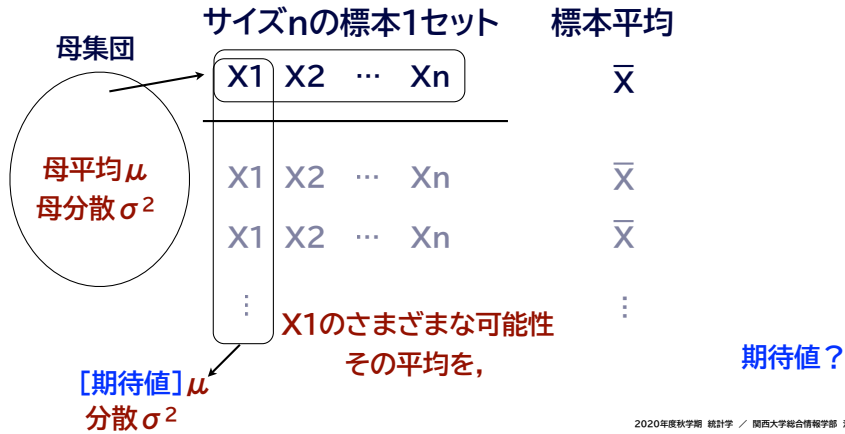 サイズnの標本1セット
標本平均
母集団
X1 X2 … Xn
X̅
母平均μ
母分散σ²
X1 X2 … Xn
X̅
X1 X2 … Xn
X̅
⋮
⋮
X1のさまざまな可能性
その平均を,
期待値？
[期待値]μ
分散σ²
2020年度秋学期 統計学 ／ 関西大学総合情報学部